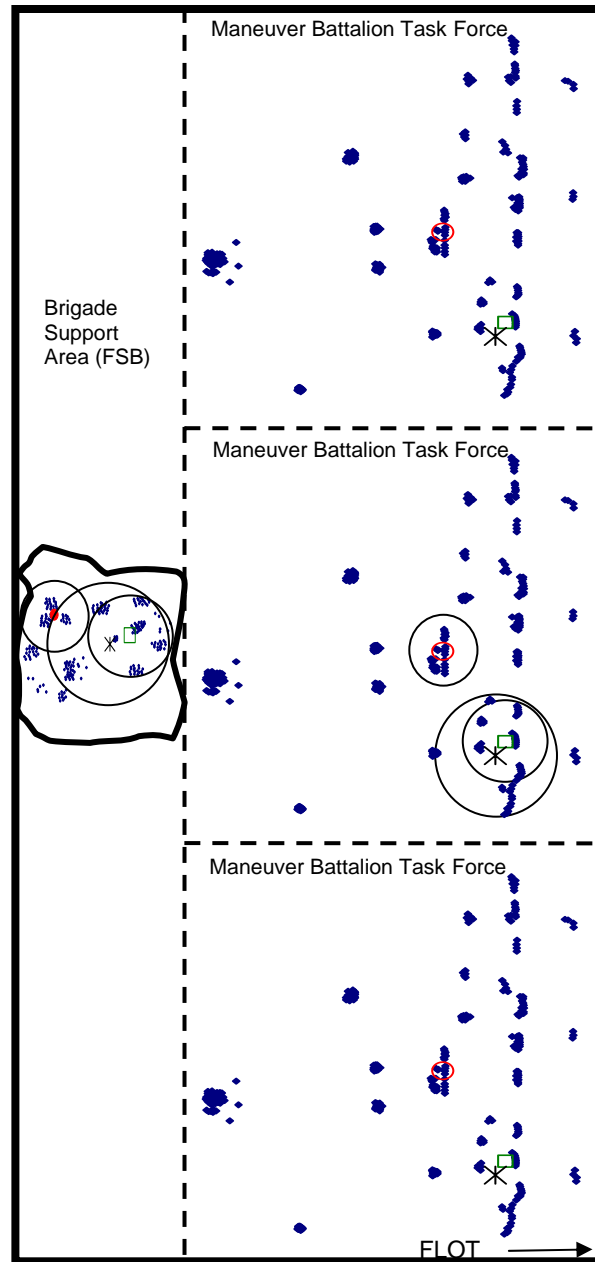 Maneuver Battalion Task Force
Brigade
Support
Area (FSB)
Maneuver Battalion Task Force
Maneuver Battalion Task Force
FLOT